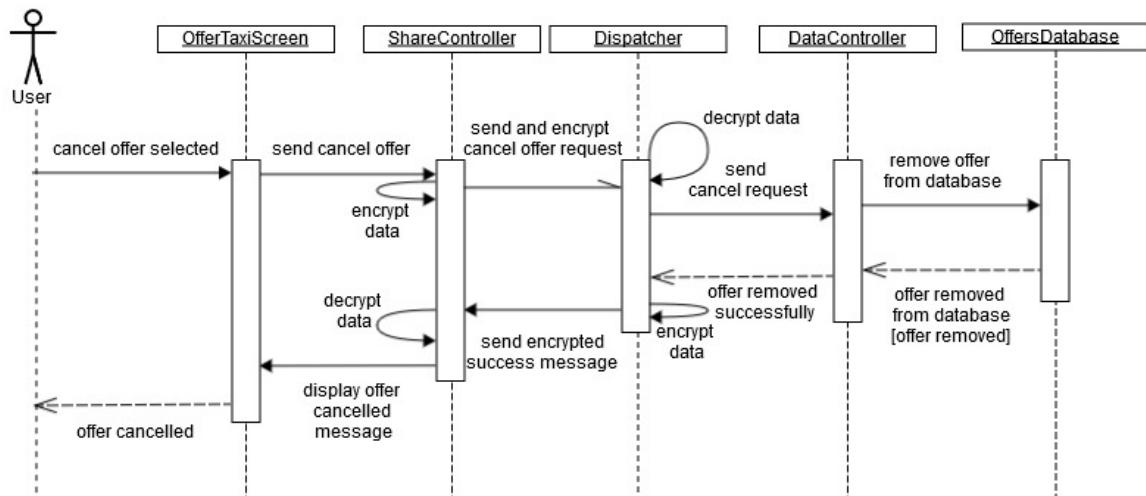 OfferTaxiScreen
ShareController
Dispatcher
DataController
OffersDatabase
User
cancel offer selected
send cancel offer
send and encrypt
cancel offer request
decrypt data
send
cancel request
remove offer
from database
encrypt
data
offer removed
successfully
offer removed
from database
[offer removed]
decrypt
data
send encrypted
success message
encrypt
data
display offer
cancelled
message
offer cancelled